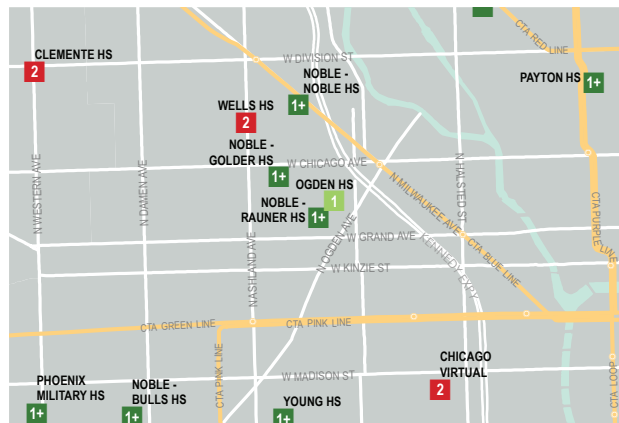 CTA RED LINE
CLEMENTE HS
2
W DIVISION ST
NOBLE -
NOBLE HS
1+
PAYTON HS
1+
WELLS HS
2
NOBLE -
GOLDER HS
1+
W CHICAGO AVE
OGDEN HS
1
NOBLE -
RAUNER HS
1+
N WESTERN AVE
N DAMEN AVE
N ASHLAND AVE
N OGDEN AVE
N MILWAUKEE AVE
N HALSTED ST
CTA PURPLE LINE
W GRAND AVE
KENNEDY EXPY
CTA BLUE LINE
W KINZIE ST
CTA GREEN LINE
CTA PINK LINE
CTA PINK LINE
CTA LOOP
W MADISON ST
CHICAGO
VIRTUAL
2
PHOENIX
MILITARY HS
1+
NOBLE -
BULLS HS
1+
YOUNG HS
1+